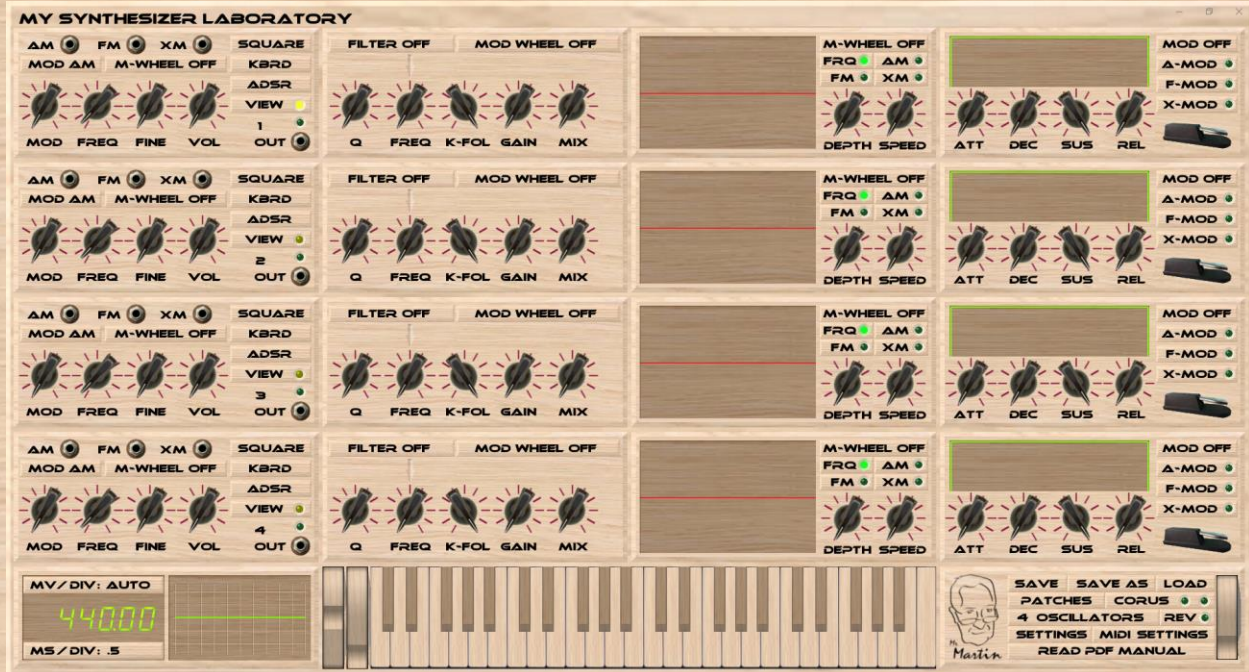 MY SYNTHESIZER LABORATORY
AM FM XM SQUARE FILTER OFF MOD WHEEL OFF M-WHEEL OFF MOD OFF
MOD AM M-WHEEL OFF KBRD FRQ AM A-MOD
ADSR FM XM F-MOD
VIEW X-MOD
1
MOD FREQ FINE VOL OUT Q FREQ K-FOL GAIN MIX DEPTH SPEED ATT DEC SUS REL
AM FM XM SQUARE FILTER OFF MOD WHEEL OFF M-WHEEL OFF MOD OFF
MOD AM M-WHEEL OFF KBRD FRQ AM A-MOD
ADSR FM XM F-MOD
VIEW X-MOD
2
MOD FREQ FINE VOL OUT Q FREQ K-FOL GAIN MIX DEPTH SPEED ATT DEC SUS REL
AM FM XM SQUARE FILTER OFF MOD WHEEL OFF M-WHEEL OFF MOD OFF
MOD AM M-WHEEL OFF KBRD FRQ AM A-MOD
ADSR FM XM F-MOD
VIEW X-MOD
3
MOD FREQ FINE VOL OUT Q FREQ K-FOL GAIN MIX DEPTH SPEED ATT DEC SUS REL
AM FM XM SQUARE FILTER OFF MOD WHEEL OFF M-WHEEL OFF MOD OFF
MOD AM M-WHEEL OFF KBRD FRQ AM A-MOD
ADSR FM XM F-MOD
VIEW X-MOD
4
MOD FREQ FINE VOL OUT Q FREQ K-FOL GAIN MIX DEPTH SPEED ATT DEC SUS REL
MV/DIV: AUTO
440.00
MS/DIV: .5
Mr Martin
SAVE SAVE AS LOAD
PATCHES CORUS
4 OSCILLATORS REV
SETTINGS MIDI SETTINGS
READ PDF MANUAL